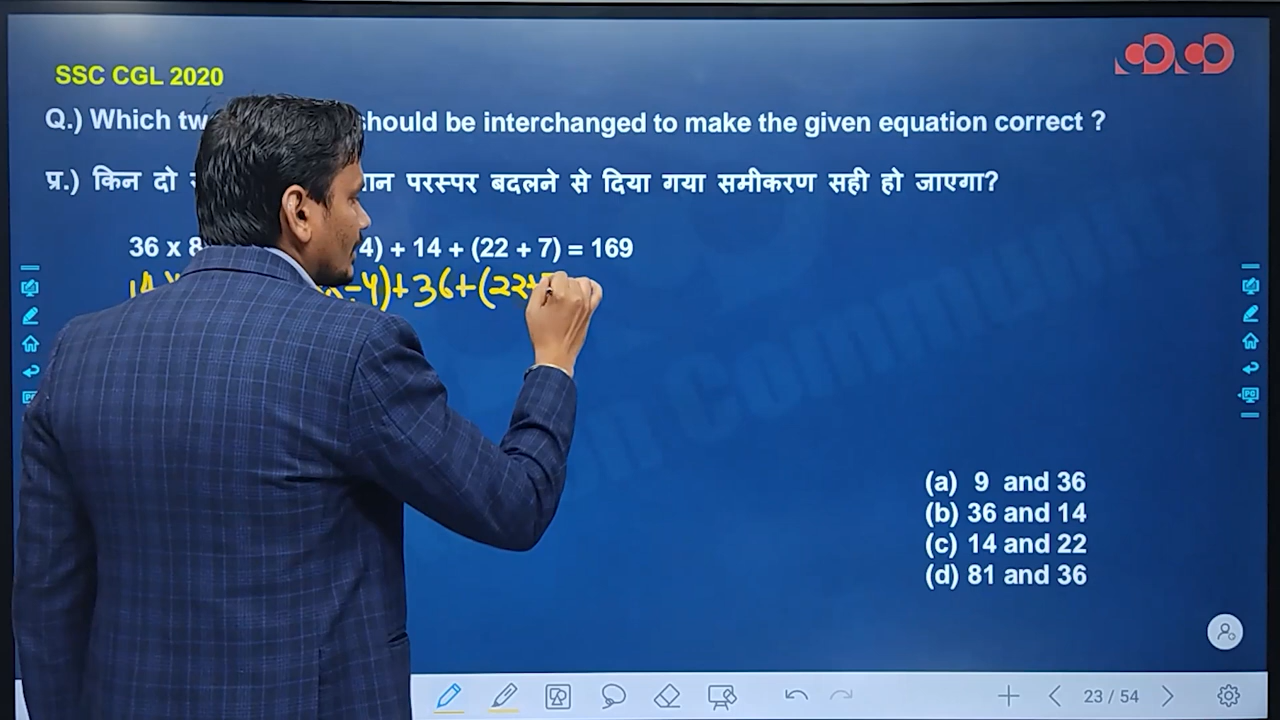 SSC CGL 2020
Q.) Which should be interchanged to make the given equation correct ?
प्र.) किन दो परस्पर बदलने से दिया गया समीकरण सही हो जाएगा?
36 x 8 4) + 14 + (22 + 7) = 169
14 4)+36+(22+
(a) 9 and 36
(b) 36 and 14
(c) 14 and 22
(d) 81 and 36
23 / 54
Community